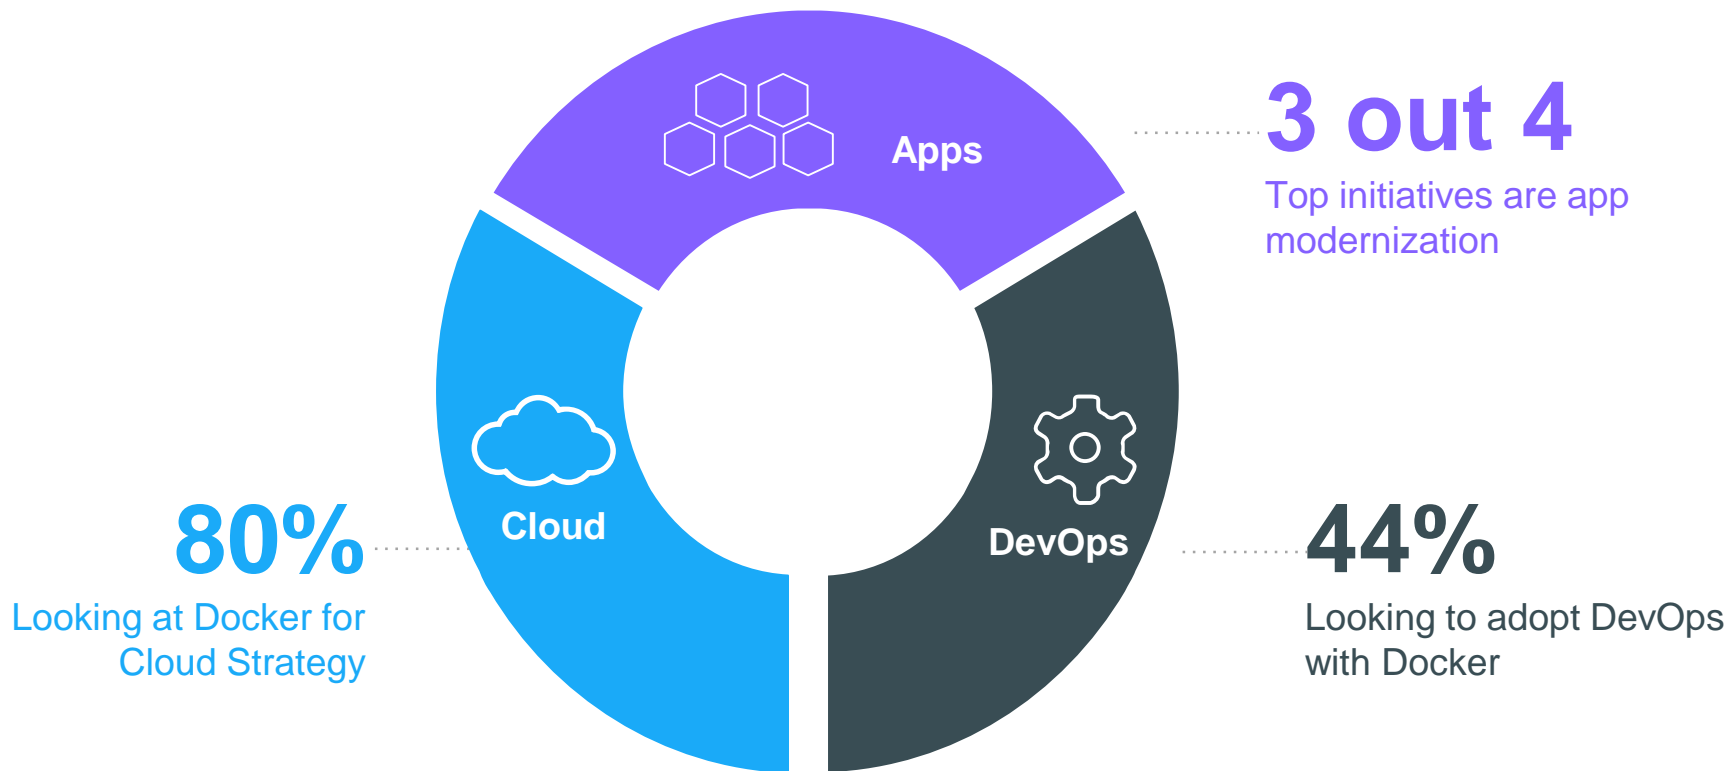 Apps
3 out 4
Top initiatives are app
modernization
Cloud
80%
Looking at Docker for
Cloud Strategy
DevOps
44%
Looking to adopt DevOps
with Docker